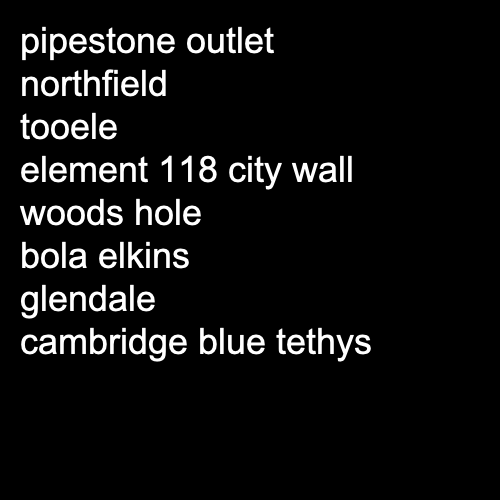 pipestone outlet
northfield
tooele
element 118 city wall
woods hole
bola elkins
glendale
cambridge blue tethys